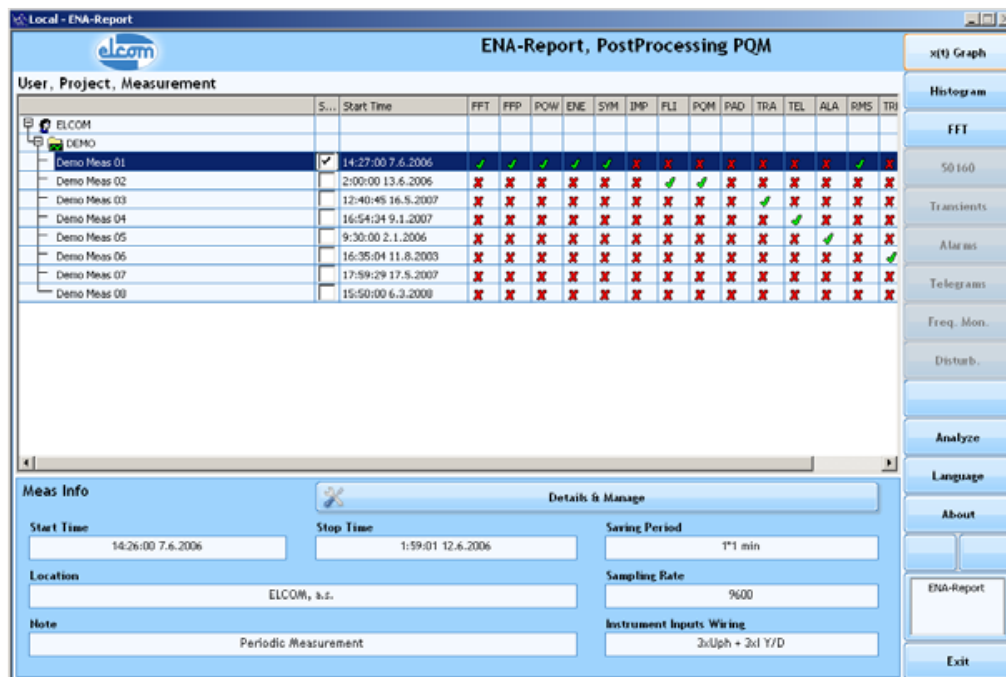 Local - ENA-Report
elcom
ENA-Report, PostProcessing PQM
User, Project, Measurement
S... Start Time FFT FFP POW ENE SYM IMP FLI PQM PAD TRA TEL ALA RMS TRI
ELCOM
DEMO
Demo Meas 01 14:27:00 7.6.2006
Demo Meas 02 2:00:00 13.6.2006
Demo Meas 03 12:40:45 16.5.2007
Demo Meas 04 16:54:34 9.1.2007
Demo Meas 05 9:30:00 2.1.2006
Demo Meas 06 16:35:04 11.8.2003
Demo Meas 07 17:59:29 17.5.2007
Demo Meas 08 15:50:00 6.3.2008
Meas Info
Details & Manage
Start Time Stop Time Saving Period
14:26:00 7.6.2006 1:59:01 12.6.2006 1*1 min
Location Sampling Rate
ELCOM, a.s. 9600
Note Instrument Inputs Wiring
Periodic Measurement 3xUph + 3xI Y/D
x(t) Graph
Histogram
FFT
50160
Transients
Alarms
Telegrams
Freq. Mon.
Disturb.
Analyze
Language
About
ENA-Report
Exit